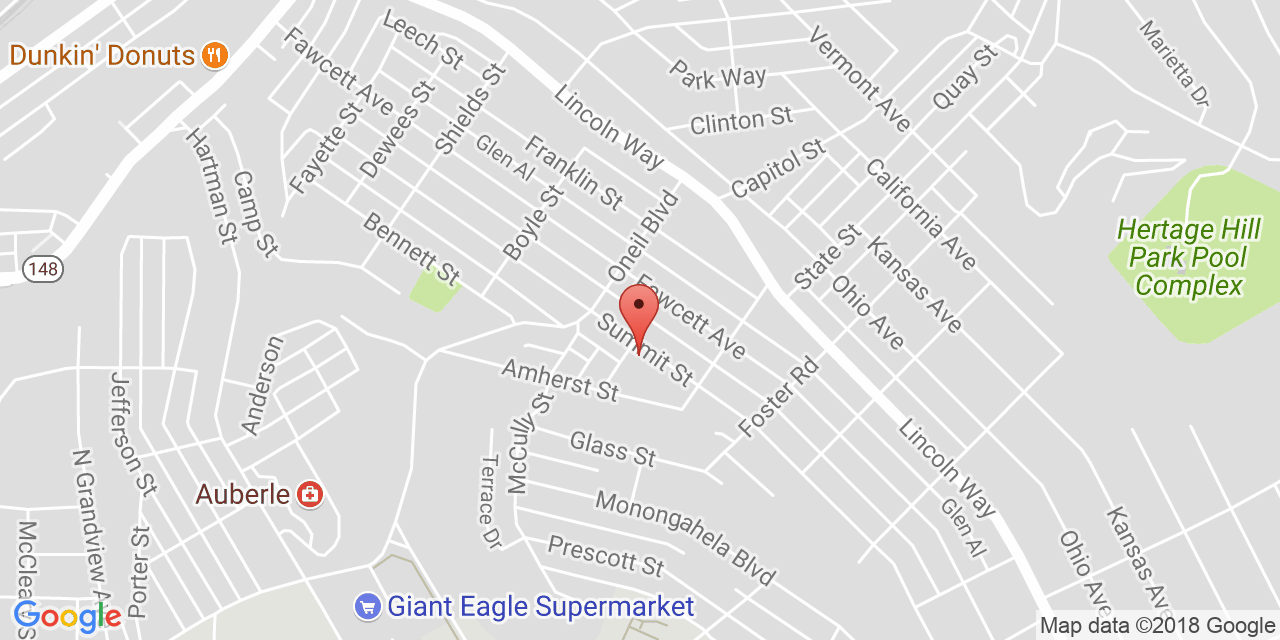 Leech St
Fawcett Ave
Dunkin' Donuts
Shields St
Dewees St
Fayette St
Lincoln Way
Park Way
Vermont Ave
Quay St
Marietta Dr
Clinton St
Hartman St
Camp St
Glen Al
Franklin St
Capitol St
California Ave
Boyle St
Oneil Blvd
Bennett St
State St
Kansas Ave
Ohio Ave
Hertage Hill
Park Pool
Complex
148
Fawcett Ave
Summit St
Anderson
Amherst St
Foster Rd
Jefferson St
McCully St
Glass St
Lincoln Way
N Grandview A
Auberle
Terrace Dr
Monongahela Blvd
Glen Al
Kansas Ave
Porter St
Prescott St
Ohio Ave
Giant Eagle Supermarket
Google
Map data ©2018 Google